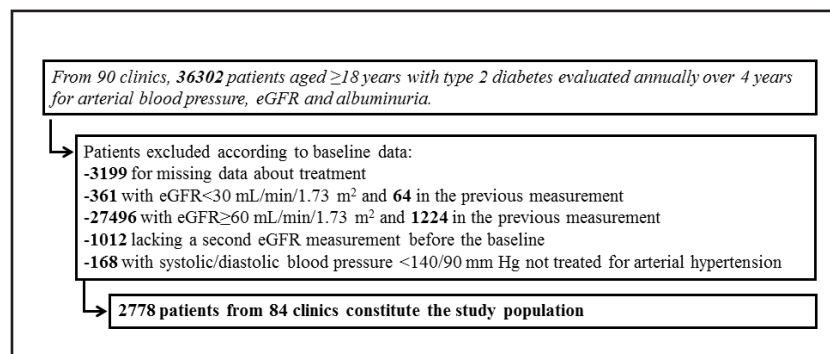 From 90 clinics, 36302 patients aged ≥18 years with type 2 diabetes evaluated annually over 4 years
for arterial blood pressure, eGFR and albuminuria.
Patients excluded according to baseline data:
-3199 for missing data about treatment
-361 with eGFR<30 mL/min/1.73 m² and 64 in the previous measurement
-27496 with eGFR≥60 mL/min/1.73 m² and 1224 in the previous measurement
-1012 lacking a second eGFR measurement before the baseline
-168 with systolic/diastolic blood pressure <140/90 mm Hg not treated for arterial hypertension
2778 patients from 84 clinics constitute the study population